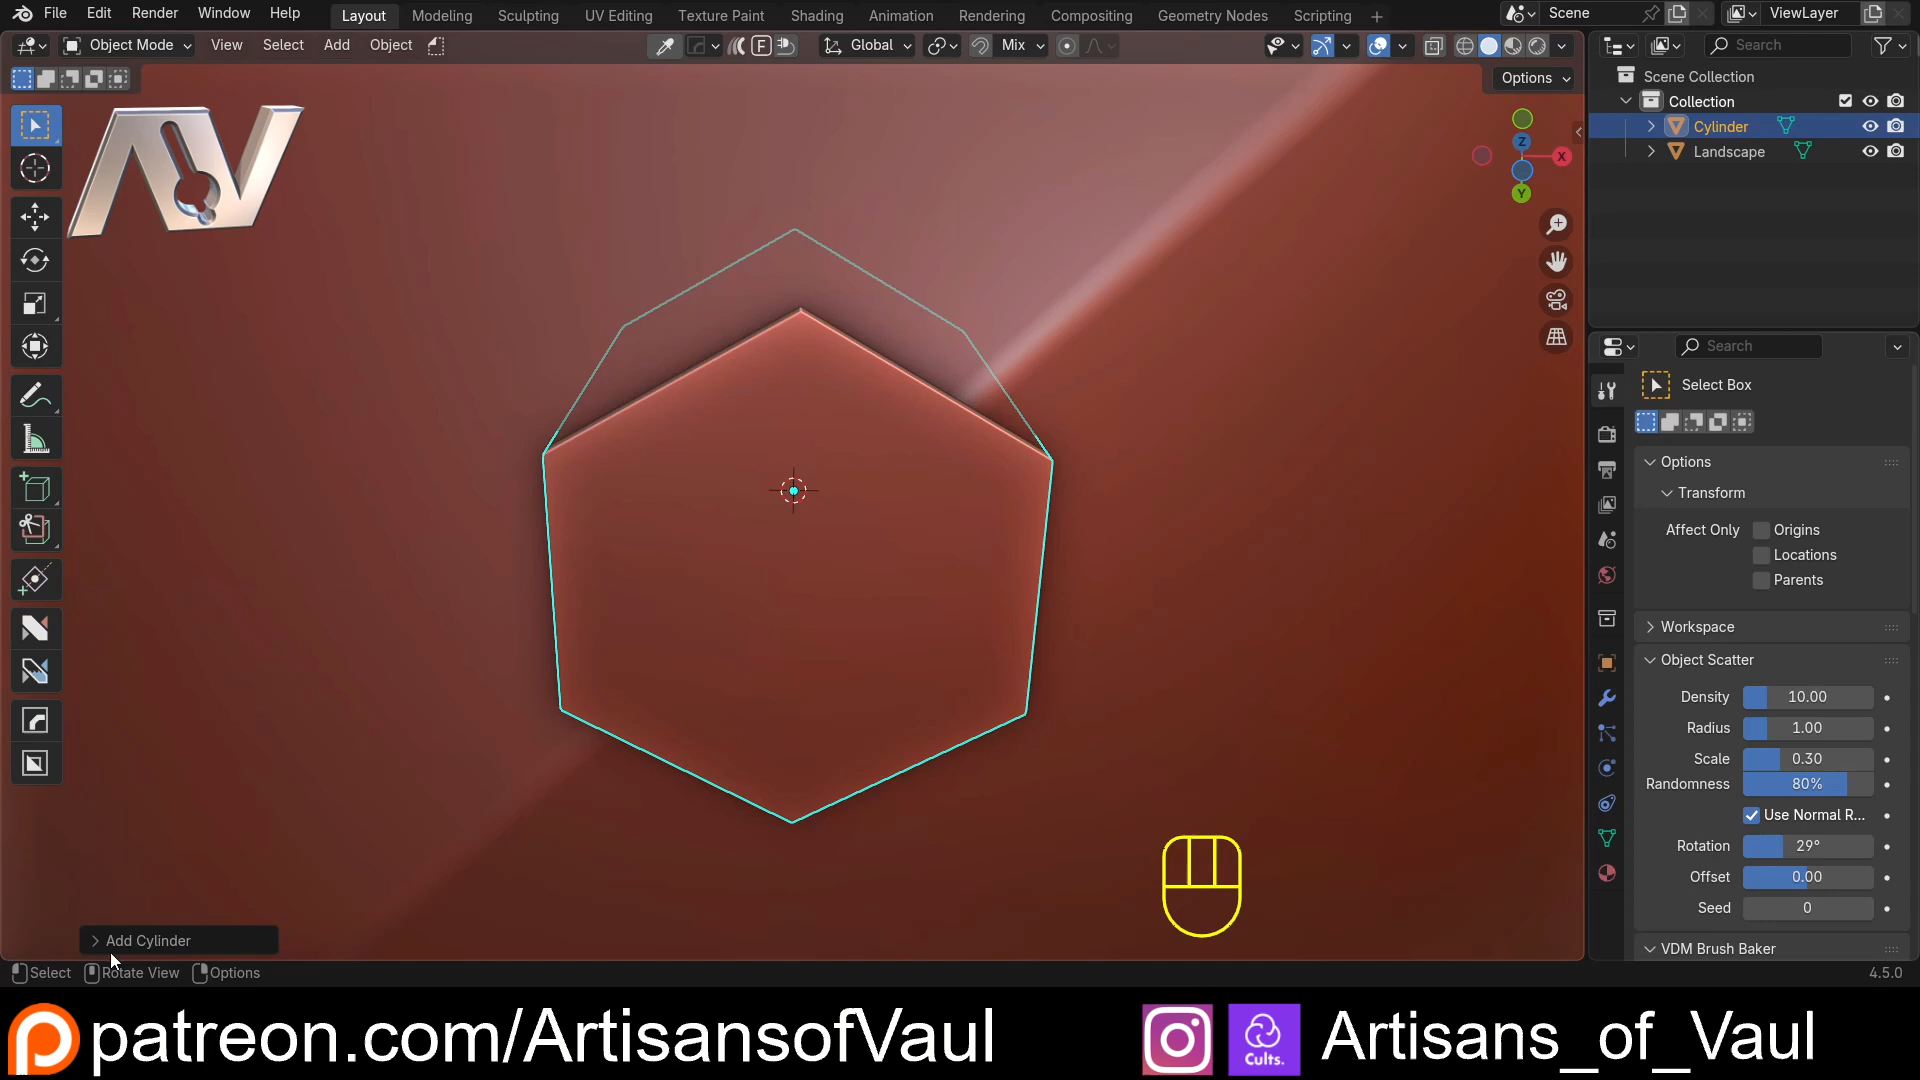 File Edit Render Window Help Layout Modeling Sculpting UV Editing Texture Paint Shading Animation Rendering Compositing Geometry Nodes Scripting + Scene ViewLayer
Object Mode View Select Add Object F Global Mix Search
Options
Scene Collection
Collection
Cylinder
Landscape
Z
X
Y
AV
Search
Select Box
Options
Transform
Affect Only Origins
Locations
Parents
Workspace
Object Scatter
Density 10.00
Radius 1.00
Scale 0.30
Randomness 80%
Use Normal R...
Rotation 29°
Offset 0.00
Seed 0
Add Cylinder
VDM Brush Baker
Select Rotate View Options 4.5.0
patreon.com/ArtisansofVaul Cults. Artisans_of_Vaul